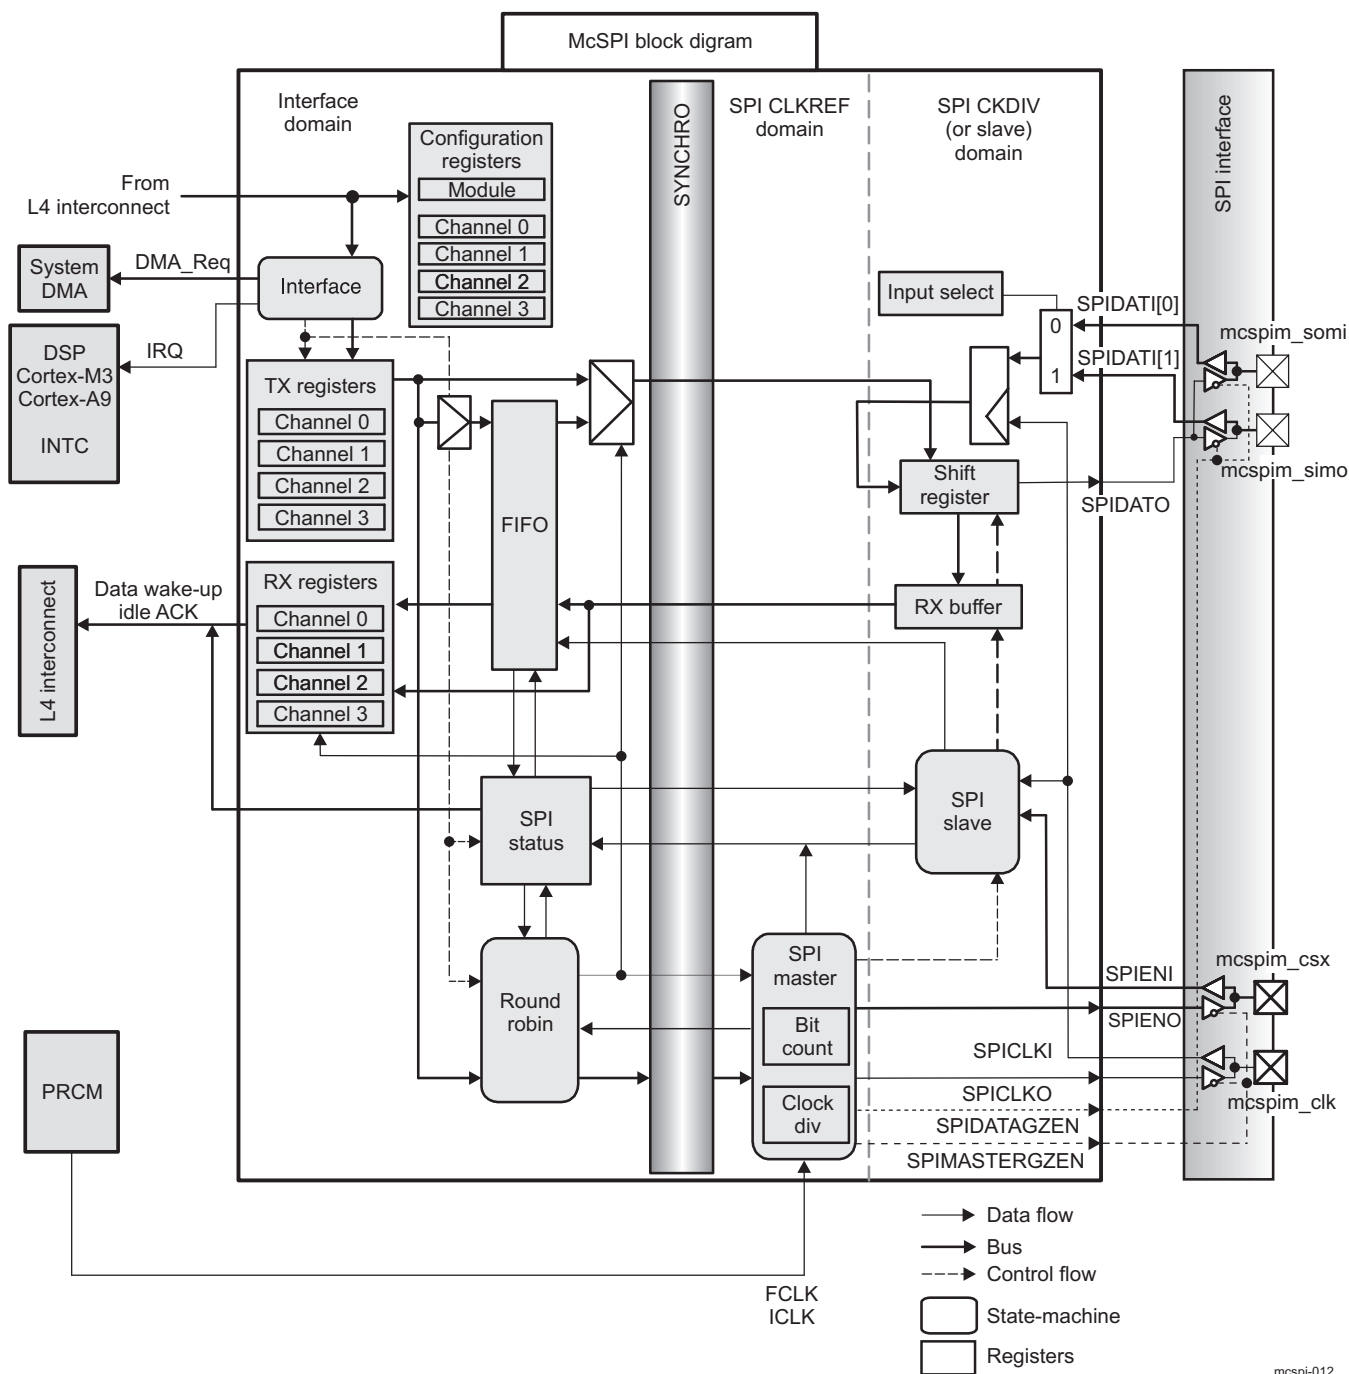 McSPI block digram
Interface
domain
SYNCHRO
SPI CLKREF
domain
SPI CKDIV
(or slave)
domain
SPI interface
Configuration
registers
Module
Channel 0
Channel 1
Channel 2
Channel 3
From
L4 interconnect
System
DMA
DMA_Req
Interface
Input select
SPIDATI[0]
0
mcspim_somi
DSP
Cortex-M3
Cortex-A9
INTC
IRQ
SPIDATI[1]
1
TX registers
Channel 0
Channel 1
Channel 2
Channel 3
FIFO
Shift
register
SPIDATO
mcspim_simo
L4 interconnect
Data wake-up
idle ACK
RX registers
Channel 0
Channel 1
Channel 2
Channel 3
RX buffer
SPI
status
SPI
slave
Round
robin
SPI
master
Bit
count
Clock
div
SPIENI
mcspim_csx
SPIENO
SPICLKI
SPICLKO
mcspim_clk
SPIDATAGZEN
SPIMASTERGZEN
PRCM
FCLK
ICLK
Data flow
Bus
Control flow
State-machine
Registers
mcspi-012